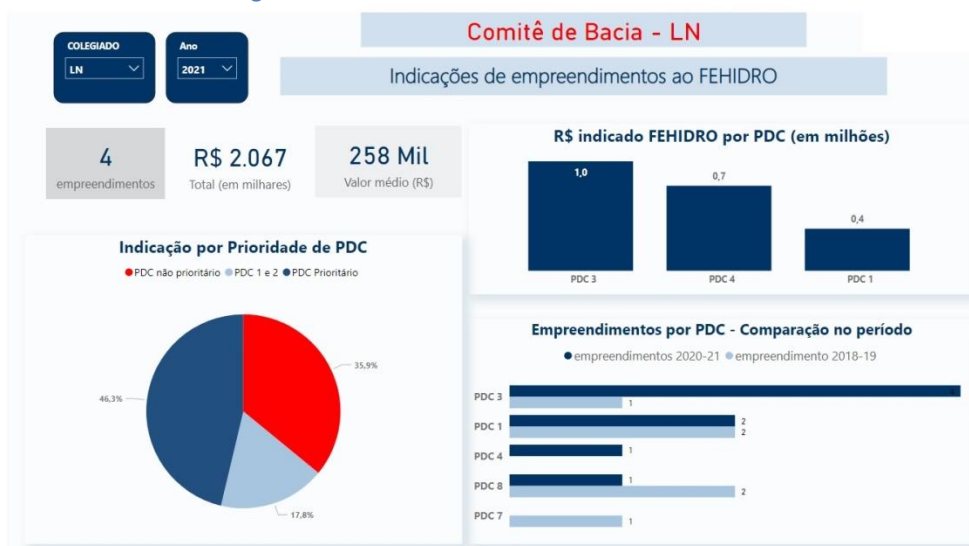 Comitê de Bacia - LN
COLEGIADO
LN
Ano
2021
Indicações de empreendimentos ao FEHIDRO
4
empreendimentos
R$ 2.067
Total (em milhares)
258 Mil
Valor médio (R$)
R$ indicado FEHIDRO por PDC (em milhões)
1,0
0,7
0,4
PDC 3
PDC 4
PDC 1
Indicação por Prioridade de PDC
PDC não prioritário PDC 1 e 2 PDC Prioritário
35,9%
46,3%
17,8%
Empreendimentos por PDC - Comparação no período
empreendimentos 2020-21 empreendimento 2018-19
PDC 3
1
PDC 1
2
2
PDC 4
1
PDC 8
1
2
PDC 7
1